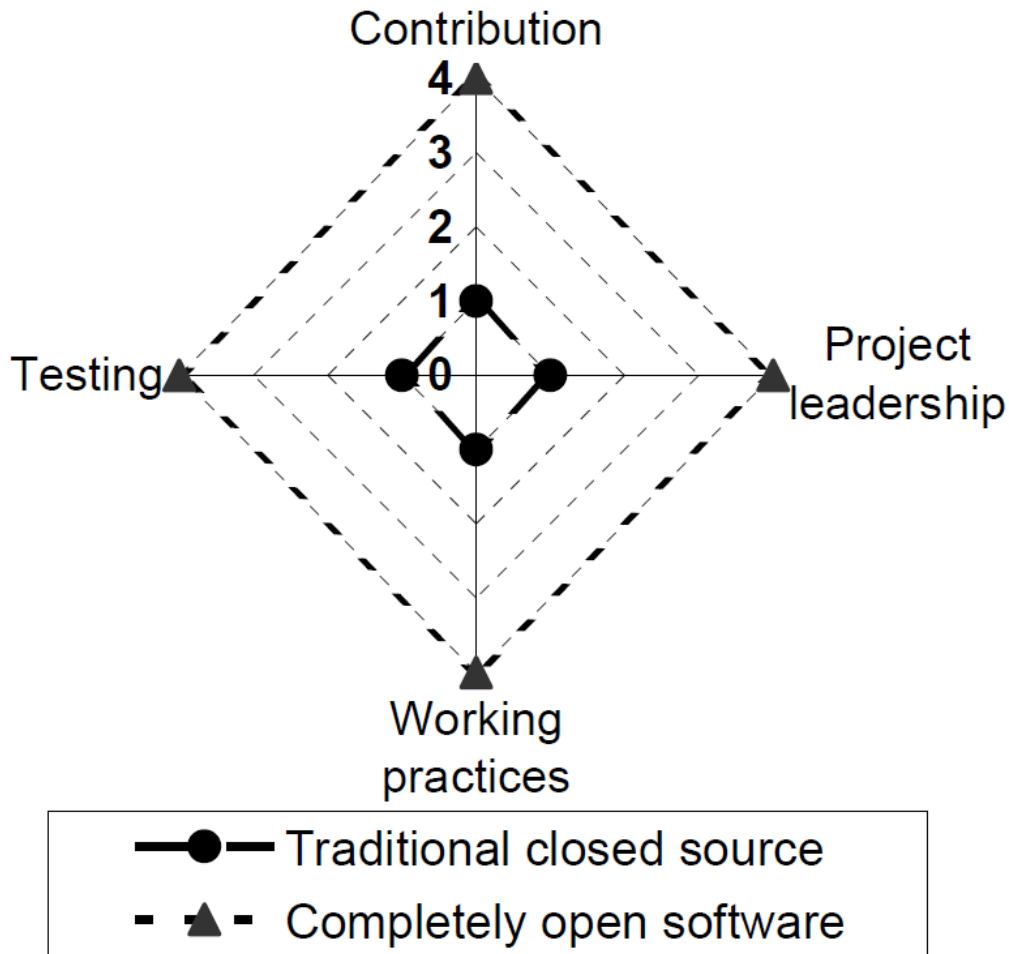 Contribution
4
3
2
1
0
Testing
Project
leadership
Working
practices
Traditional closed source
Completely open software